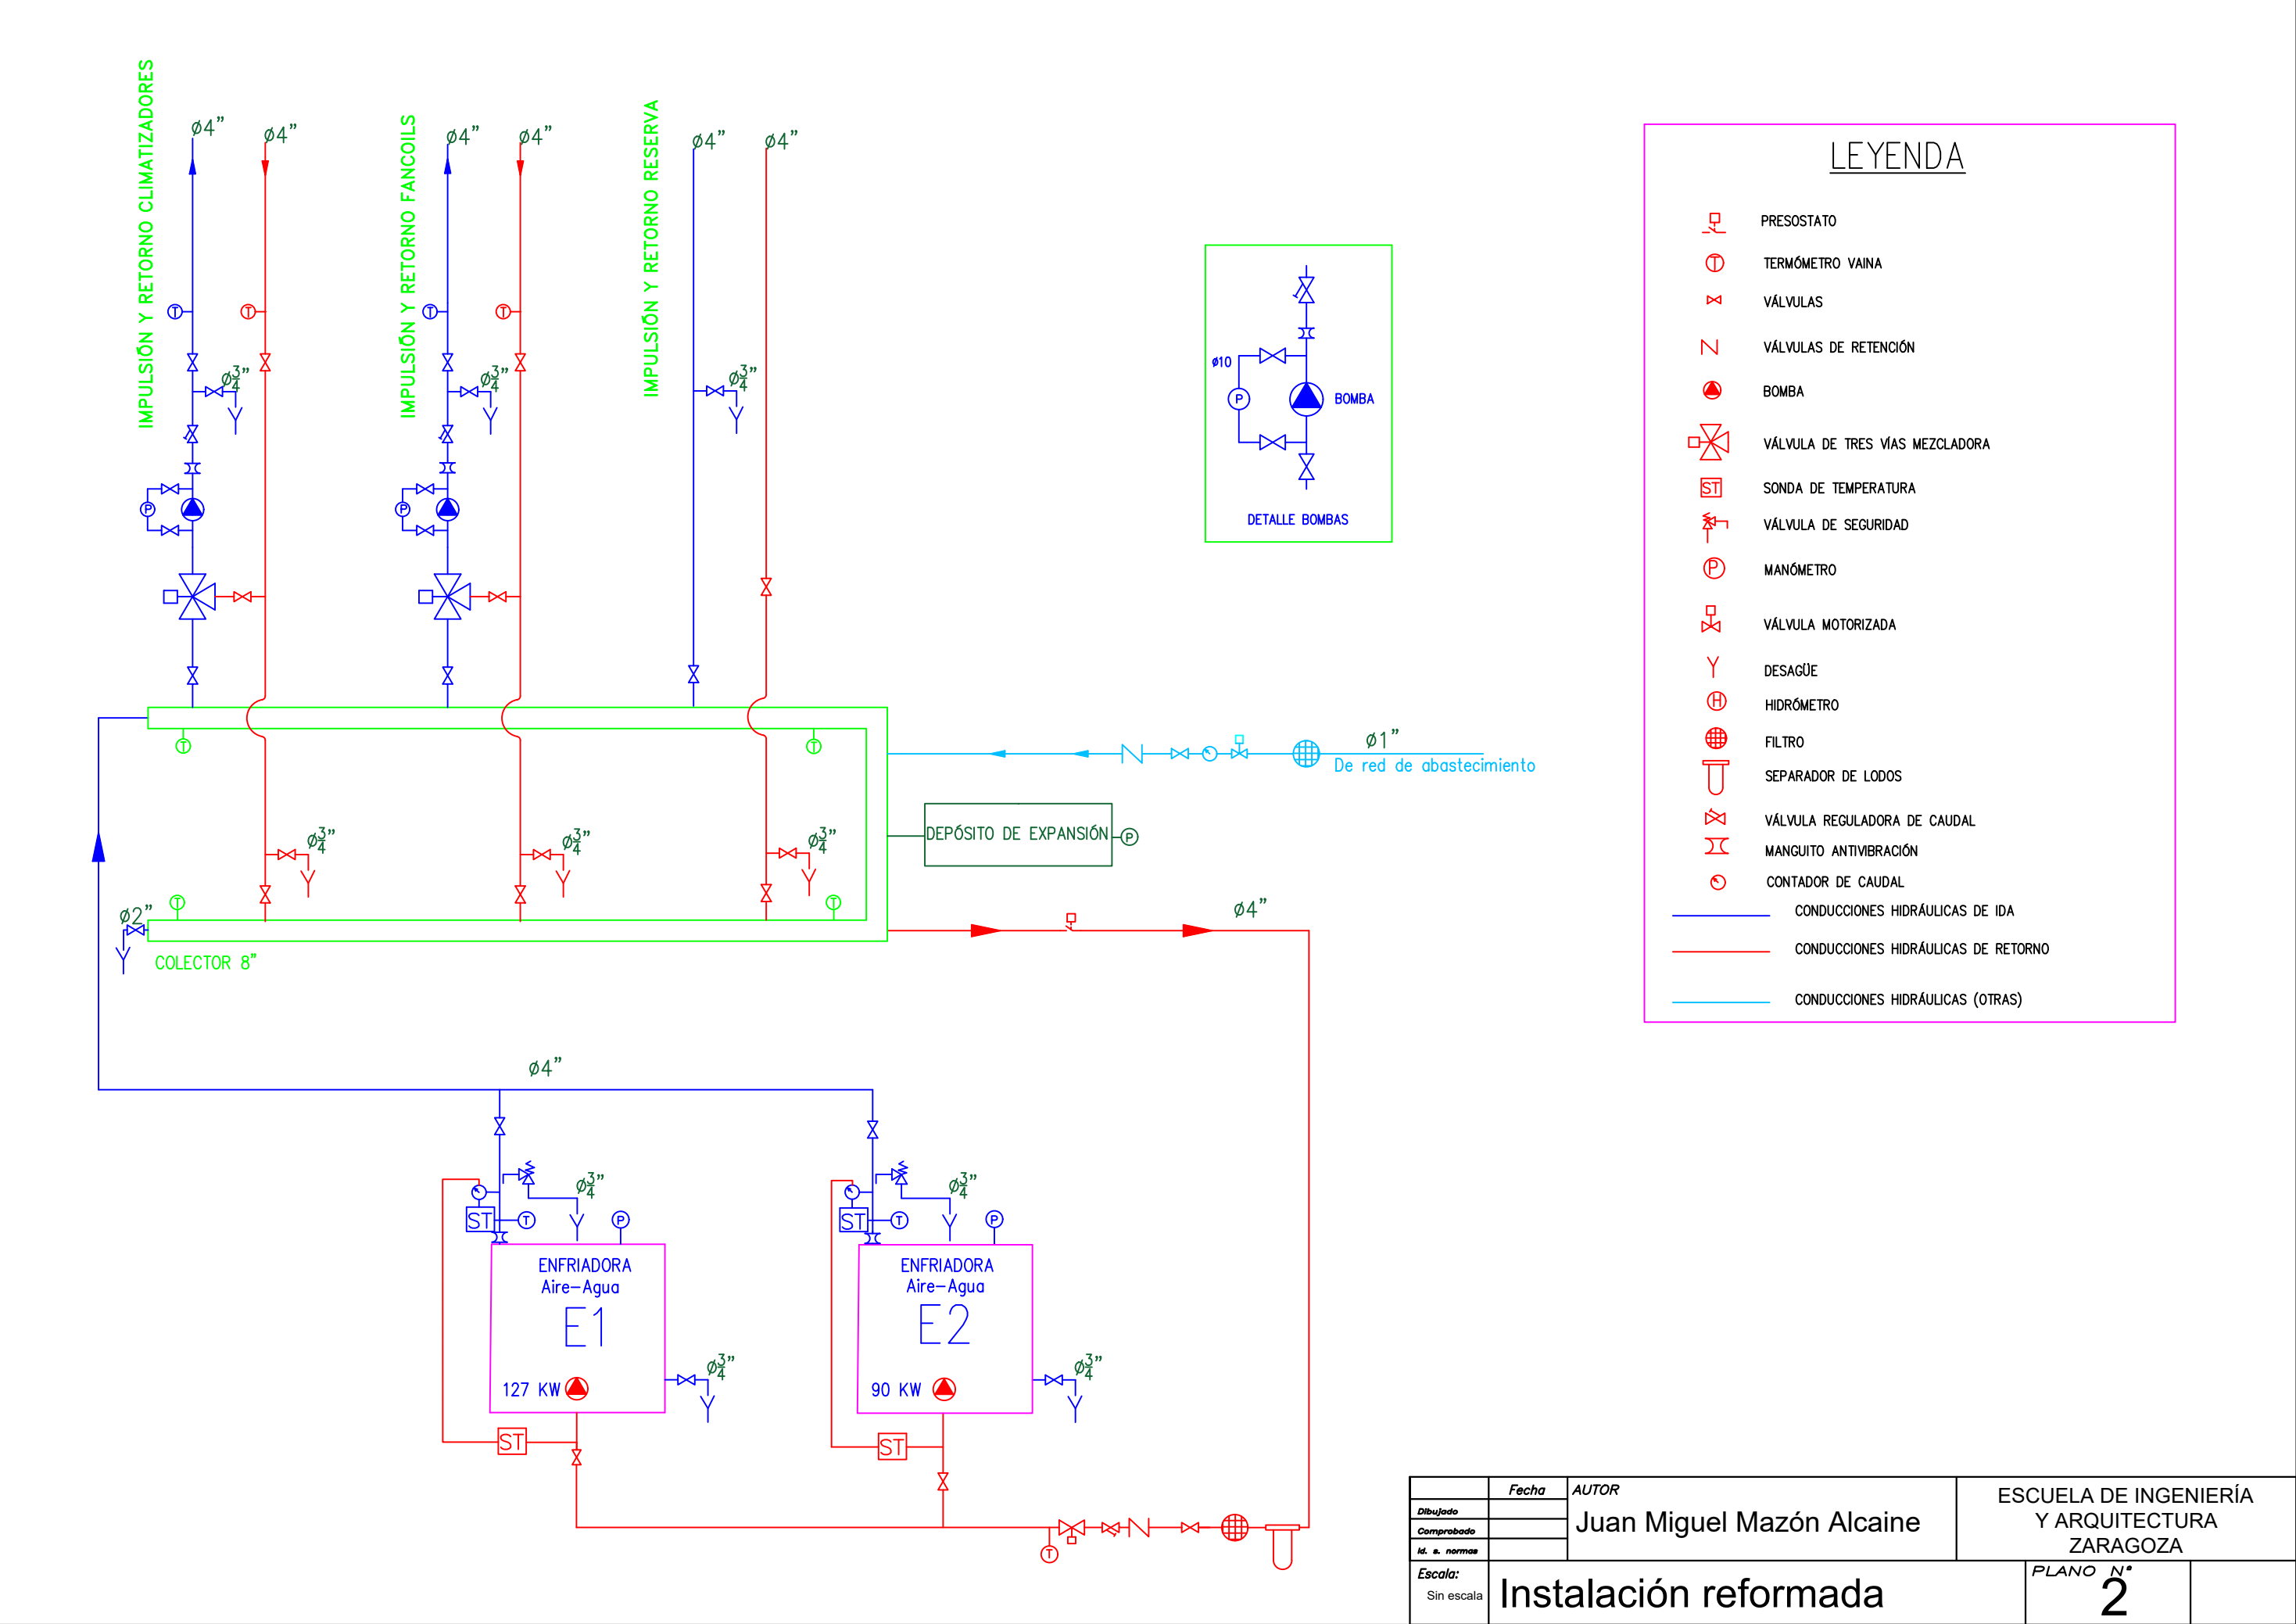 IMPULSIÓN Y RETORNO CLIMATIZADORES
ø4”
ø4”
IMPULSIÓN Y RETORNO FANCOILS
ø4”
ø4”
IMPULSIÓN Y RETORNO RESERVA
ø4”
ø4”
T
T
T
T
ø3/4”
ø3/4”
ø3/4”
P
P
ø10
P
BOMBA
DETALLE BOMBAS
T
T
ø1”
De red de abastecimiento
DEPÓSITO DE EXPANSIÓN
P
ø3/4”
ø3/4”
ø3/4”
T
T
ø2”
ø4”
COLECTOR 8”
ø4”
ø3/4”
ST
T
P
ENFRIADORA
Aire-Agua
E1
127 KW
ø3/4”
ST
ø3/4”
ST
T
P
ENFRIADORA
Aire-Agua
E2
90 KW
ø3/4”
ST
T
LEYENDA
PRESOSTATO
T TERMÓMETRO VAINA
VÁLVULAS
VÁLVULAS DE RETENCIÓN
BOMBA
VÁLVULA DE TRES VÍAS MEZCLADORA
ST SONDA DE TEMPERATURA
VÁLVULA DE SEGURIDAD
P MANÓMETRO
VÁLVULA MOTORIZADA
DESAGÜE
H HIDRÓMETRO
FILTRO
SEPARADOR DE LODOS
VÁLVULA REGULADORA DE CAUDAL
MANGUITO ANTIVIBRACIÓN
CONTADOR DE CAUDAL
CONDUCCIONES HIDRÁULICAS DE IDA
CONDUCCIONES HIDRÁULICAS DE RETORNO
CONDUCCIONES HIDRÁULICAS (OTRAS)
Fecha
Dibujado
Comprobado
Id. s. normas
AUTOR
Juan Miguel Mazón Alcaine
ESCUELA DE INGENIERÍA
Y ARQUITECTURA
ZARAGOZA
Escala:
Sin escala
Instalación reformada
PLANO Nº
2